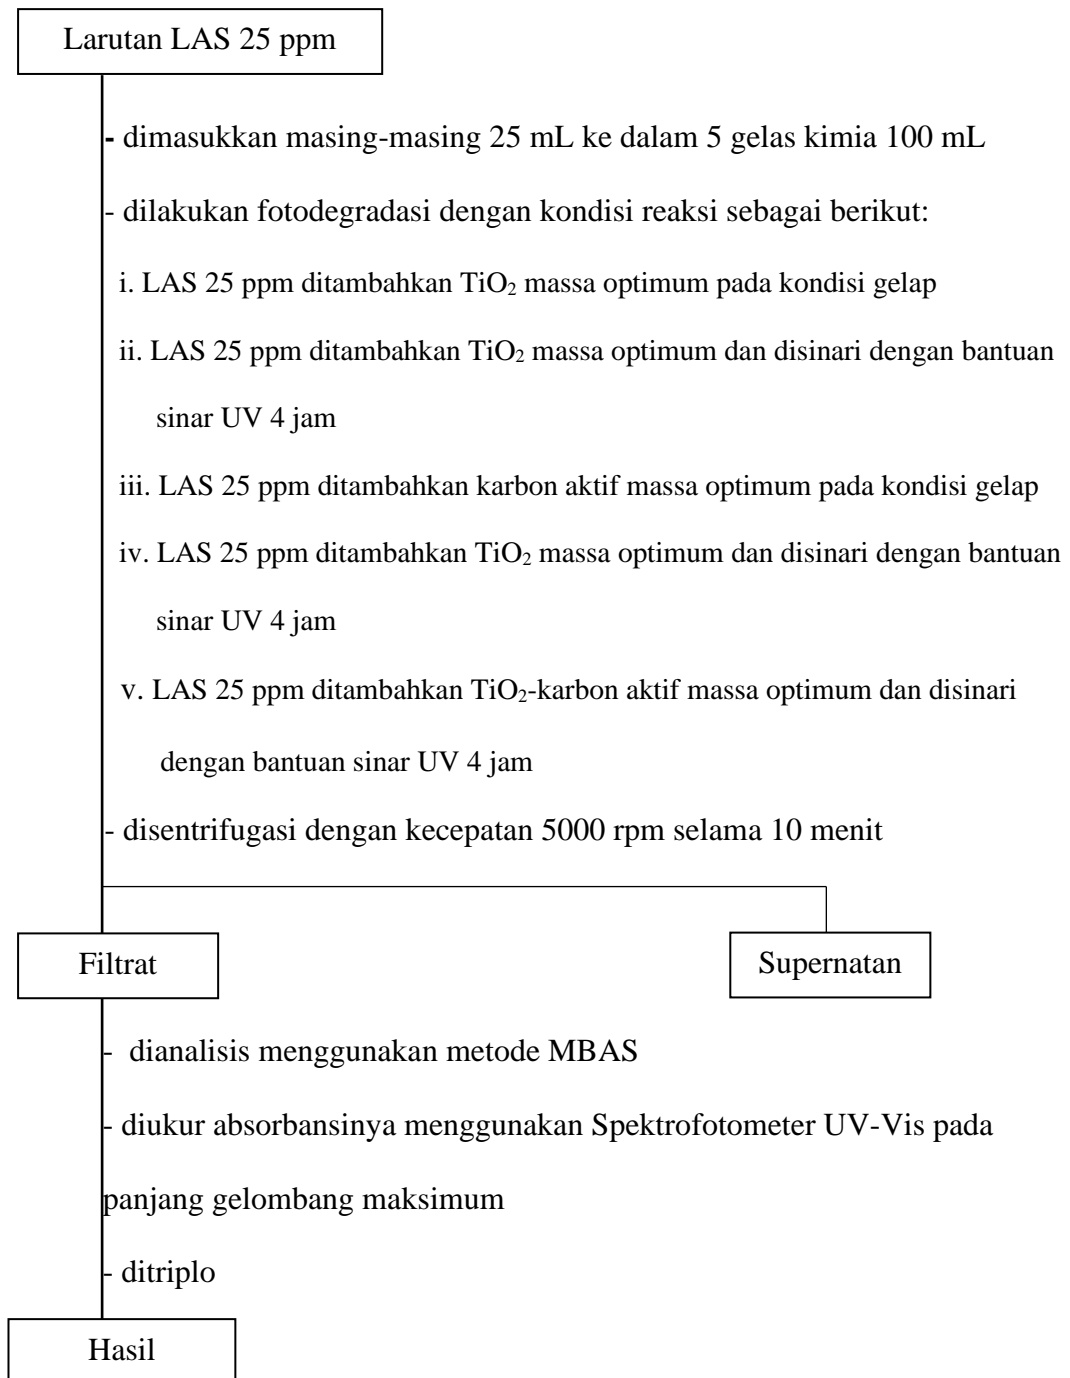 Larutan LAS 25 ppm
- dimasukkan masing-masing 25 mL ke dalam 5 gelas kimia 100 mL
- dilakukan fotodegradasi dengan kondisi reaksi sebagai berikut:
i. LAS 25 ppm ditambahkan TiO₂ massa optimum pada kondisi gelap
ii. LAS 25 ppm ditambahkan TiO₂ massa optimum dan disinari dengan bantuan
sinar UV 4 jam
iii. LAS 25 ppm ditambahkan karbon aktif massa optimum pada kondisi gelap
iv. LAS 25 ppm ditambahkan TiO₂ massa optimum dan disinari dengan bantuan
sinar UV 4 jam
v. LAS 25 ppm ditambahkan TiO₂-karbon aktif massa optimum dan disinari
dengan bantuan sinar UV 4 jam
- disentrifugasi dengan kecepatan 5000 rpm selama 10 menit
Filtrat
Supernatan
- dianalisis menggunakan metode MBAS
- diukur absorbansinya menggunakan Spektrofotometer UV-Vis pada
panjang gelombang maksimum
- ditriplo
Hasil